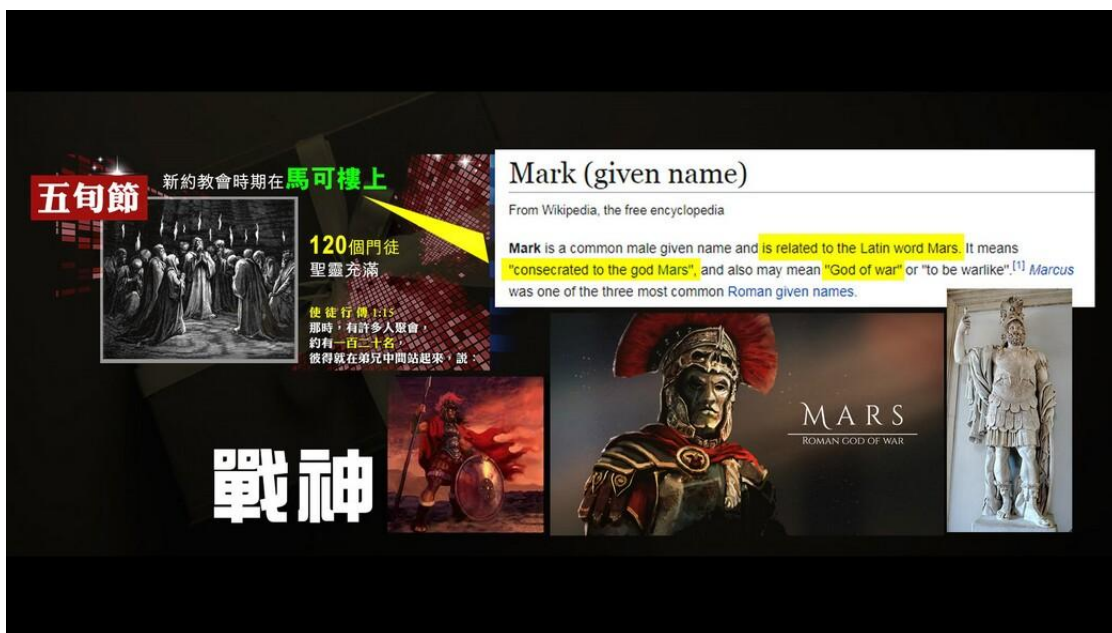 五旬節
新約教會時期在馬可樓上
120個門徒
聖靈充滿
使徒行傳 1:15
那時，有許多人聚會，
約有一百二十名，
彼得就在弟兄中間站起來，説：
Mark (given name)
From Wikipedia, the free encyclopedia
Mark is a common male given name and is related to the Latin word Mars. It means
"consecrated to the god Mars", and also may mean "God of war" or "to be warlike".[1] Marcus
was one of the three most common Roman given names.
戰神
MARS
ROMAN GOD OF WAR